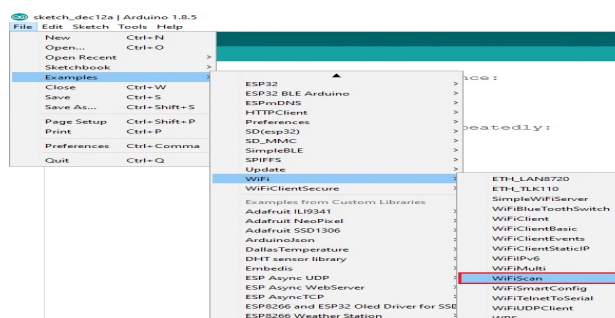 sketch_dec12a | Arduino 1.8.5
File Edit Sketch Tools Help
New Ctrl+N
Open... Ctrl+O
Open Recent >
Sketchbook >
Examples >
Close Ctrl+W
Save Ctrl+S
Save As... Ctrl+Shift+S
Page Setup Ctrl+Shift+P
Print Ctrl+P
Preferences Ctrl+Comma
Quit Ctrl+Q
nce:
peatedly:
ESP32 >
ESP32 BLE Arduino >
ESPmDNS >
HTTPClient >
Preferences >
SD(esp32) >
SD_MMC >
SimpleBLE >
SPIFFS >
Update >
WiFi >
WiFiClientSecure >
Examples from Custom Libraries
Adafruit ILI9341 >
Adafruit NeoPixel >
Adafruit SSD1306 >
ArduinoJson >
DallasTemperature >
DHT sensor library >
Embedis >
ESP Async UDP >
ESP Async WebServer >
ESP AsyncTCP >
ESP8266 and ESP32 Oled Driver for SSD
ESP8266 Weather Station >
ETH_LAN8720
ETH_TLK110
SimpleWiFiServer
WiFiBlueToothSwitch
WiFiClient
WiFiClientBasic
WiFiClientEvents
WiFiClientStaticIP
WiFiIPv6
WiFiMulti
WiFiScan
WiFiSmartConfig
WiFiTelnetToSerial
WiFiUDPClient
WPS